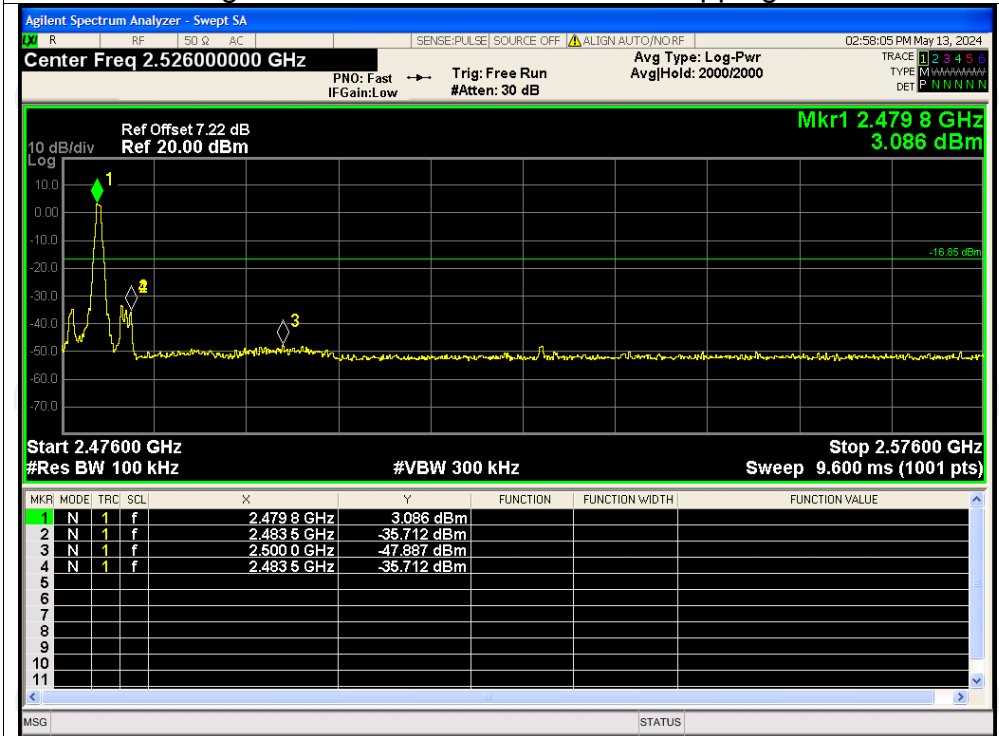 Agilent Spectrum Analyzer - Swept SA
LXI R RF 50 Ω AC SENSE:PULSE SOURCE OFF ALIGN AUTO/NO RF 02:58:05 PM May 13, 2024
Center Freq 2.526000000 GHz
PNO: Fast
IFGain:Low
Trig: Free Run
#Atten: 30 dB
Avg Type: Log-Pwr
Avg|Hold: 2000/2000
TRACE 1 2 3 4 5 6
TYPE M
DET P N N N N N
Mkr1 2.479 8 GHz
3.086 dBm
Ref Offset 7.22 dB
10 dB/div Ref 20.00 dBm
Log
10.0
0.00
-10.0
-20.0
-30.0
-40.0
-50.0
-60.0
-70.0
1
-16.85 dBm
3
Start 2.47600 GHz Stop 2.57600 GHz
#Res BW 100 kHz #VBW 300 kHz Sweep 9.600 ms (1001 pts)
MKR MODE TRC SCL X Y FUNCTION FUNCTION WIDTH FUNCTION VALUE
1 N 1 f 2.479 8 GHz 3.086 dBm
2 N 1 f 2.483 5 GHz -35.712 dBm
3 N 1 f 2.500 0 GHz -47.887 dBm
4 N 1 f 2.483 5 GHz -35.712 dBm
5
6
7
8
9
10
11
MSG STATUS